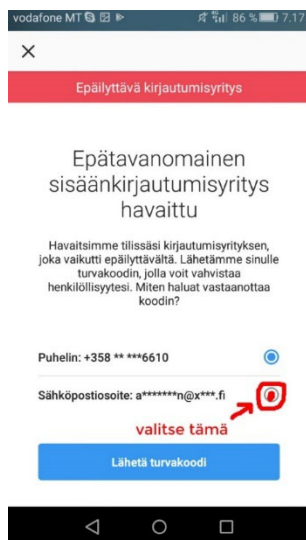 vodafone MT 86 % 7.17
Epäilyttävä kirjautumisyritys
Epätavanomainen
sisäänkirjautumisyritys
havaittu
Havaitsimme tilissäsi kirjautumisyrityksen,
joka vaikutti epäilyttävältä. Lähetämme sinulle
turvakoodin, jolla voit vahvistaa
henkilöllisyytesi. Miten haluat vastaanottaa
koodin?
Puhelin: +358 ** ***6610
Sähköpostiosoite: a*******n@x***.fi
valitse tämä
Lähetä turvakoodi